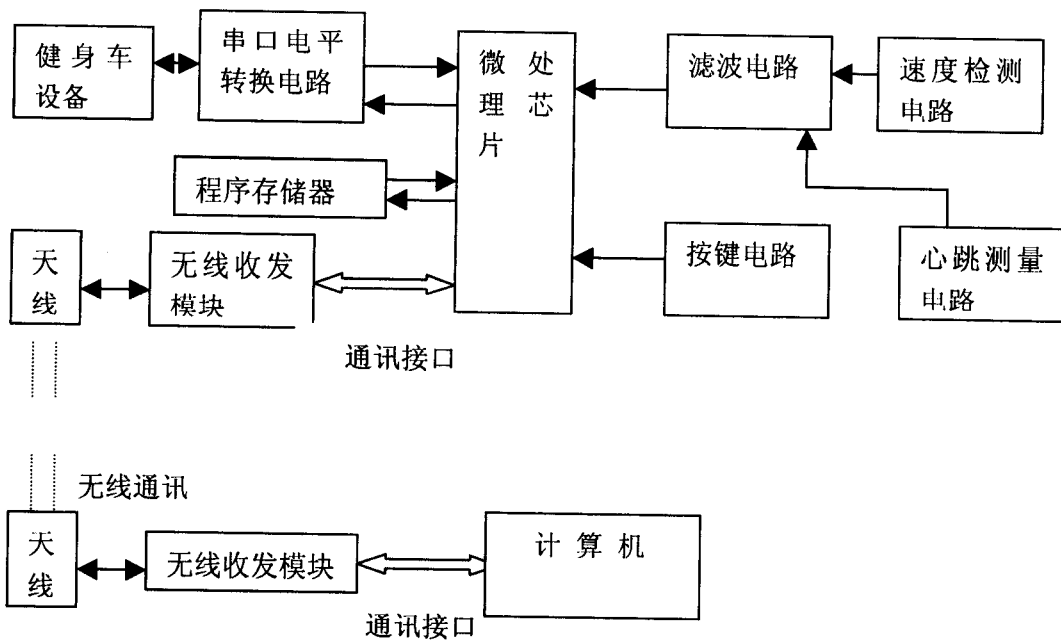 健身车
设备
串口电平
转换电路
微处
理芯
片
滤波电路
速度检测
电路
程序存储器
天
线
无线收发
模块
按键电路
心跳测量
电路
通讯接口
无线通讯
天
线
无线收发模块
计算机
通讯接口